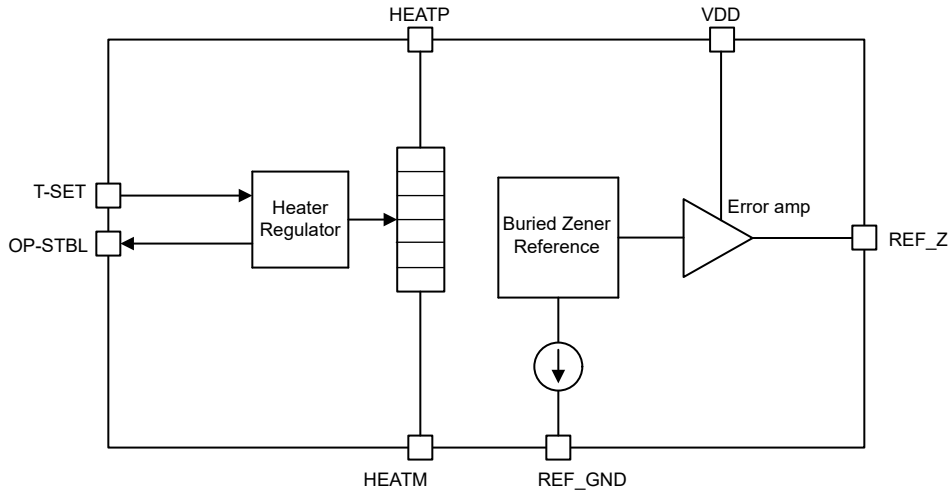 HEATP
VDD
T-SET
OP-STBL
Heater
Regulator
Buried Zener
Reference
Error amp
REF_Z
HEATM
REF_GND